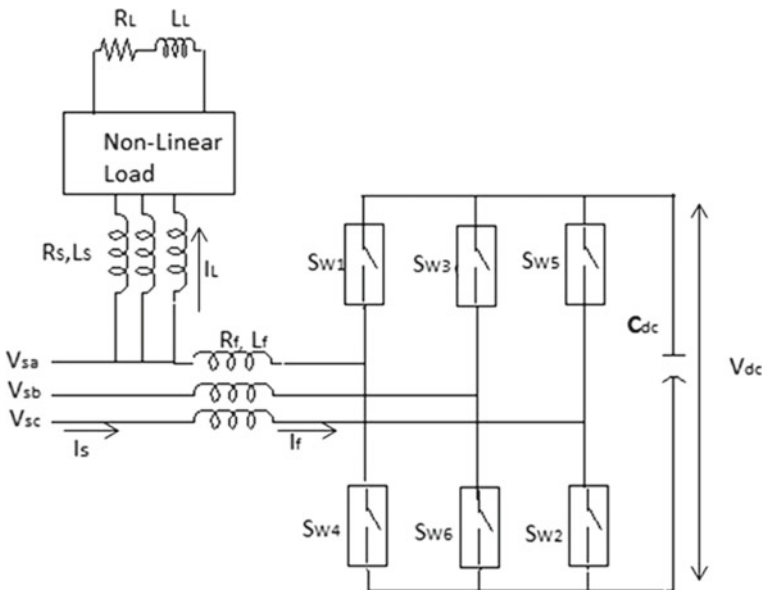 RL LL
Non-Linear
Load
Rs,Ls
IL
SW1
SW3
SW5
Cdc
Vdc
Rf, Lf
Vsa
Vsb
Vsc
Is
If
SW4
SW6
SW2